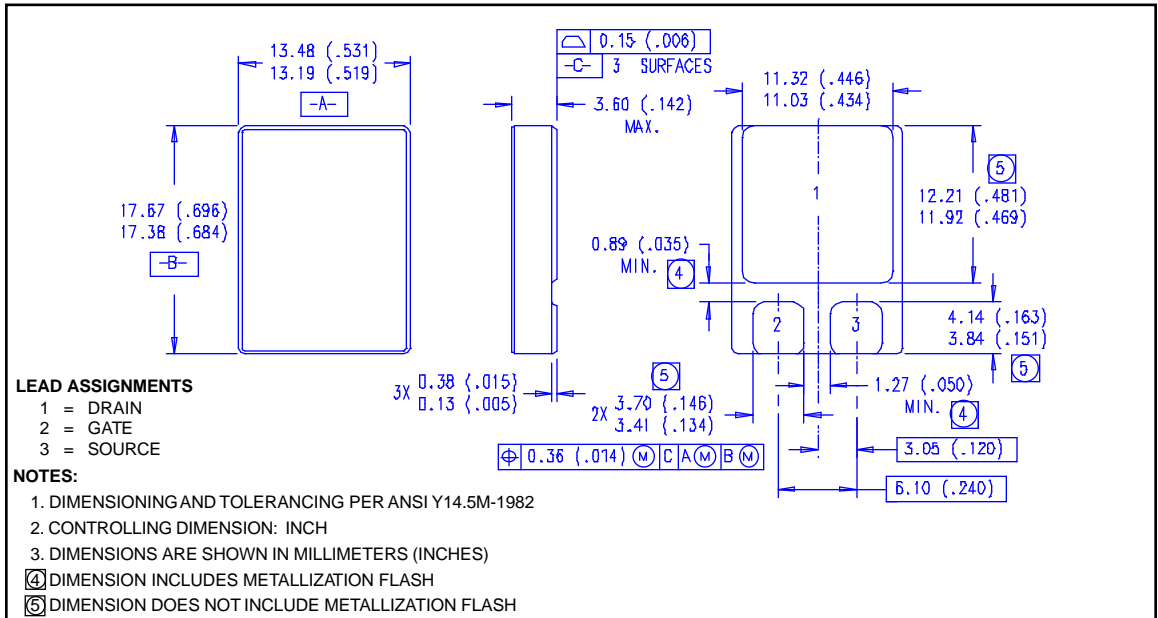 13.48 (.531)
13.19 (.519)
-A-
0.15 (.006)
-C- 3 SURFACES
3.60 (.142)
MAX.
11.32 (.446)
11.03 (.434)
17.67 (.696)
17.38 (.684)
-B-
1
5
12.21 (.481)
11.92 (.469)
0.89 (.035)
MIN. 4
2
3
4.14 (.163)
3.84 (.151)
5
3X 0.38 (.015)
0.13 (.005)
5
2X 3.70 (.146)
3.41 (.134)
1.27 (.050)
MIN. 4
⌖ 0.36 (.014) Ⓜ C A Ⓜ B Ⓜ
3.05 (.120)
6.10 (.240)
LEAD ASSIGNMENTS
1 = DRAIN
2 = GATE
3 = SOURCE
NOTES:
1. DIMENSIONING AND TOLERANCING PER ANSI Y14.5M-1982
2. CONTROLLING DIMENSION: INCH
3. DIMENSIONS ARE SHOWN IN MILLIMETERS (INCHES)
4 DIMENSION INCLUDES METALLIZATION FLASH
5 DIMENSION DOES NOT INCLUDE METALLIZATION FLASH